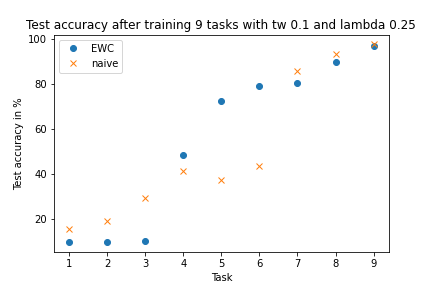 Test accuracy after training 9 tasks with tw 0.1 and lambda 0.25
EWC
naive
100
80
60
40
20
Test accuracy in %
1 2 3 4 5 6 7 8 9
Task